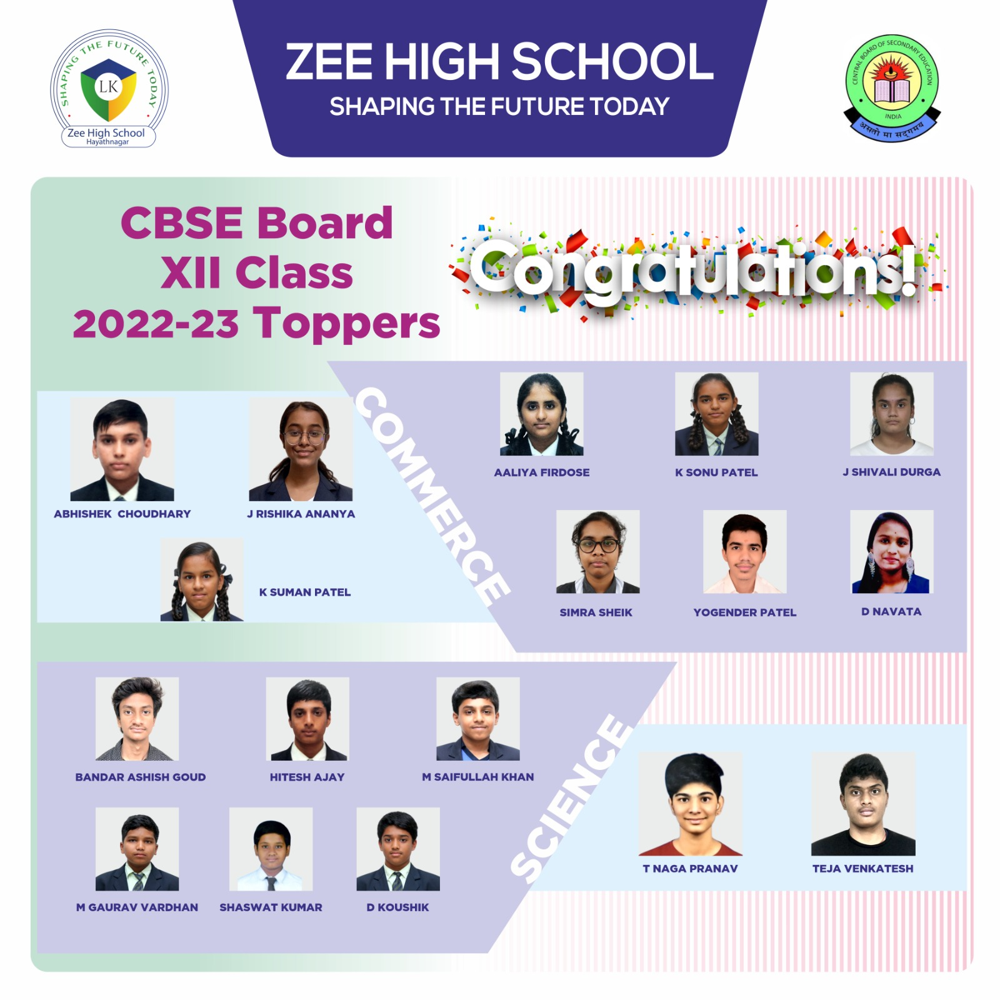 SHAPING THE FUTURE TODAY
LK
Zee High School
Hayathnagar
ZEE HIGH SCHOOL
SHAPING THE FUTURE TODAY
CENTRAL BOARD OF SECONDARY EDUCATION
INDIA
असतो मा सद्गमय
CBSE Board
XII Class
2022-23 Toppers
Congratulations!
COMMERCE
ABHISHEK CHOUDHARY
J RISHIKA ANANYA
K SUMAN PATEL
AALIYA FIRDOSE
K SONU PATEL
J SHIVALI DURGA
SIMRA SHEIK
YOGENDER PATEL
D NAVATA
SCIENCE
BANDAR ASHISH GOUD
HITESH AJAY
M SAIFULLAH KHAN
M GAURAV VARDHAN
SHASWAT KUMAR
D KOUSHIK
T NAGA PRANAV
TEJA VENKATESH